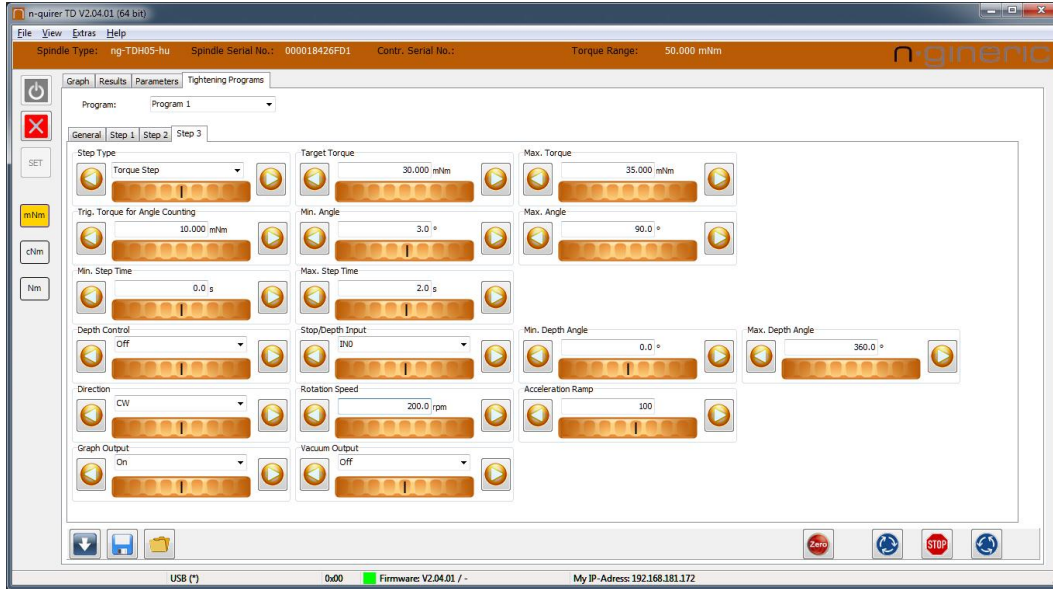 n-quirer TD V2.04.01 (64 bit)
File View Extras Help
Spindle Type: ng-TDH05-hu Spindle Serial No.: 000018426FD1 Contr. Serial No.: Torque Range: 50.000 mNm
n-gineric
Graph Results Parameters Tightening Programs
Program: Program 1
General Step 1 Step 2 Step 3
SET
mNm
cNm
Nm
Step Type Target Torque Max. Torque
Torque Step 30.000 mNm 35.000 mNm
Trig. Torque for Angle Counting Min. Angle Max. Angle
10.000 mNm 3.0 ° 90.0 °
Min. Step Time Max. Step Time
0.0 s 2.0 s
Depth Control Stop/Depth Input Min. Depth Angle Max. Depth Angle
Off IN0 0.0 ° 360.0 °
Direction Rotation Speed Acceleration Ramp
CW 200.0 rpm 100
Graph Output Vacuum Output
On Off
Zero STOP
USB (*) 0x00 Firmware: V2.04.01 / - My IP-Adress: 192.168.181.172